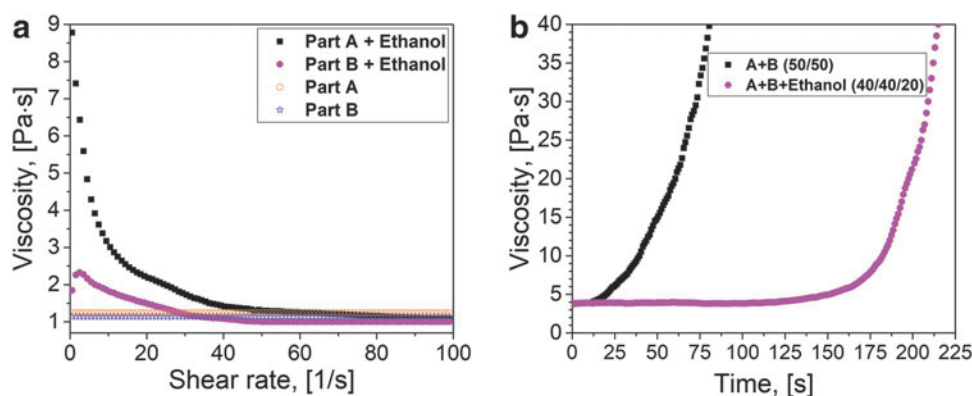 a
Viscosity, [Pa·s]
9
8
7
6
5
4
3
2
1
0 20 40 60 80 100
Shear rate, [1/s]
Part A + Ethanol
Part B + Ethanol
Part A
Part B
b
Viscosity, [Pa·s]
40
35
30
25
20
15
10
5
0
0 25 50 75 100 125 150 175 200 225
Time, [s]
A+B (50/50)
A+B+Ethanol (40/40/20)